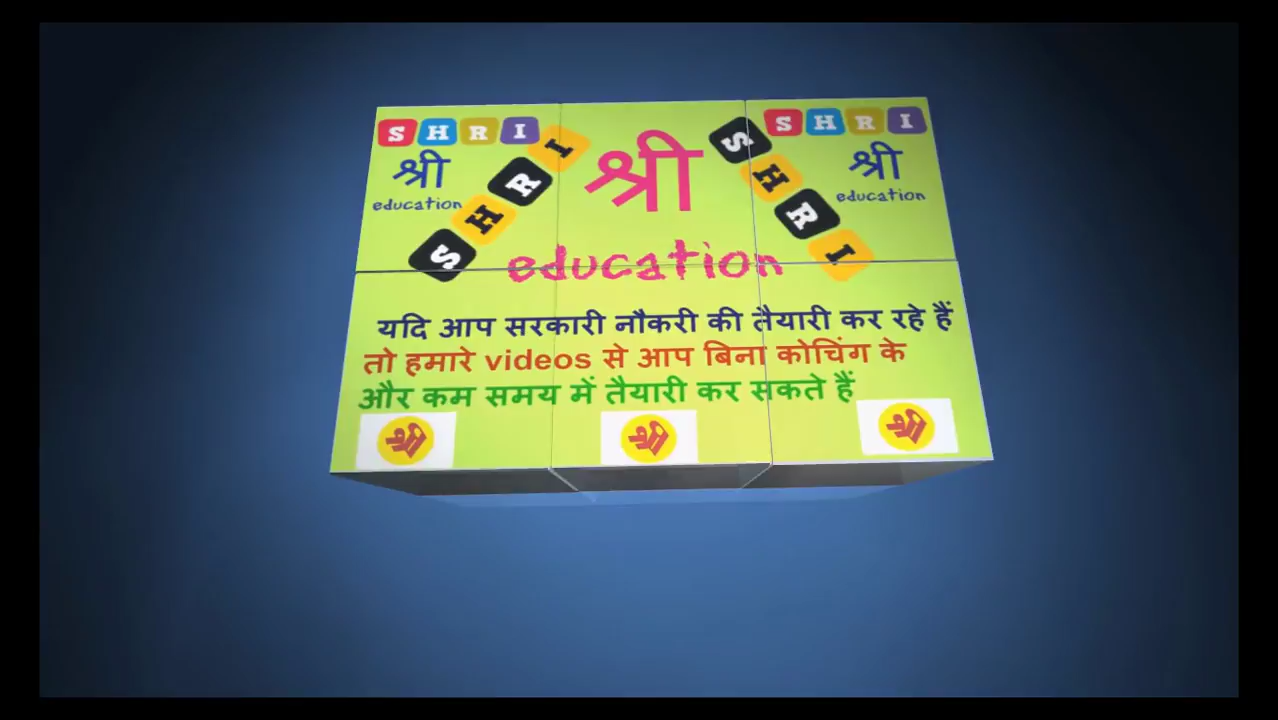 SHRI SHRI
SHRI श्री SHRI
श्री श्री
education education
education
यदि आप सरकारी नौकरी की तैयारी कर रहे हैं
तो हमारे videos से आप बिना कोचिंग के
और कम समय में तैयारी कर सकते हैं
श्री श्री श्री